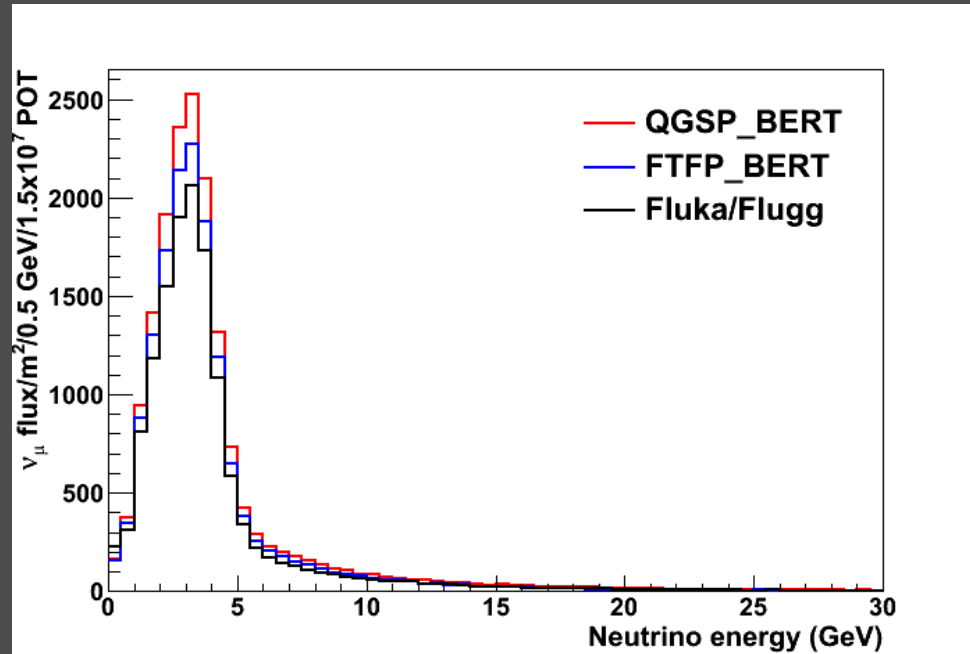 ν_μ flux/m²/0.5 GeV/1.5x10⁷ POT
2500
2000
1500
1000
500
0
QGSP_BERT
FTFP_BERT
Fluka/Flugg
0 5 10 15 20 25 30
Neutrino energy (GeV)